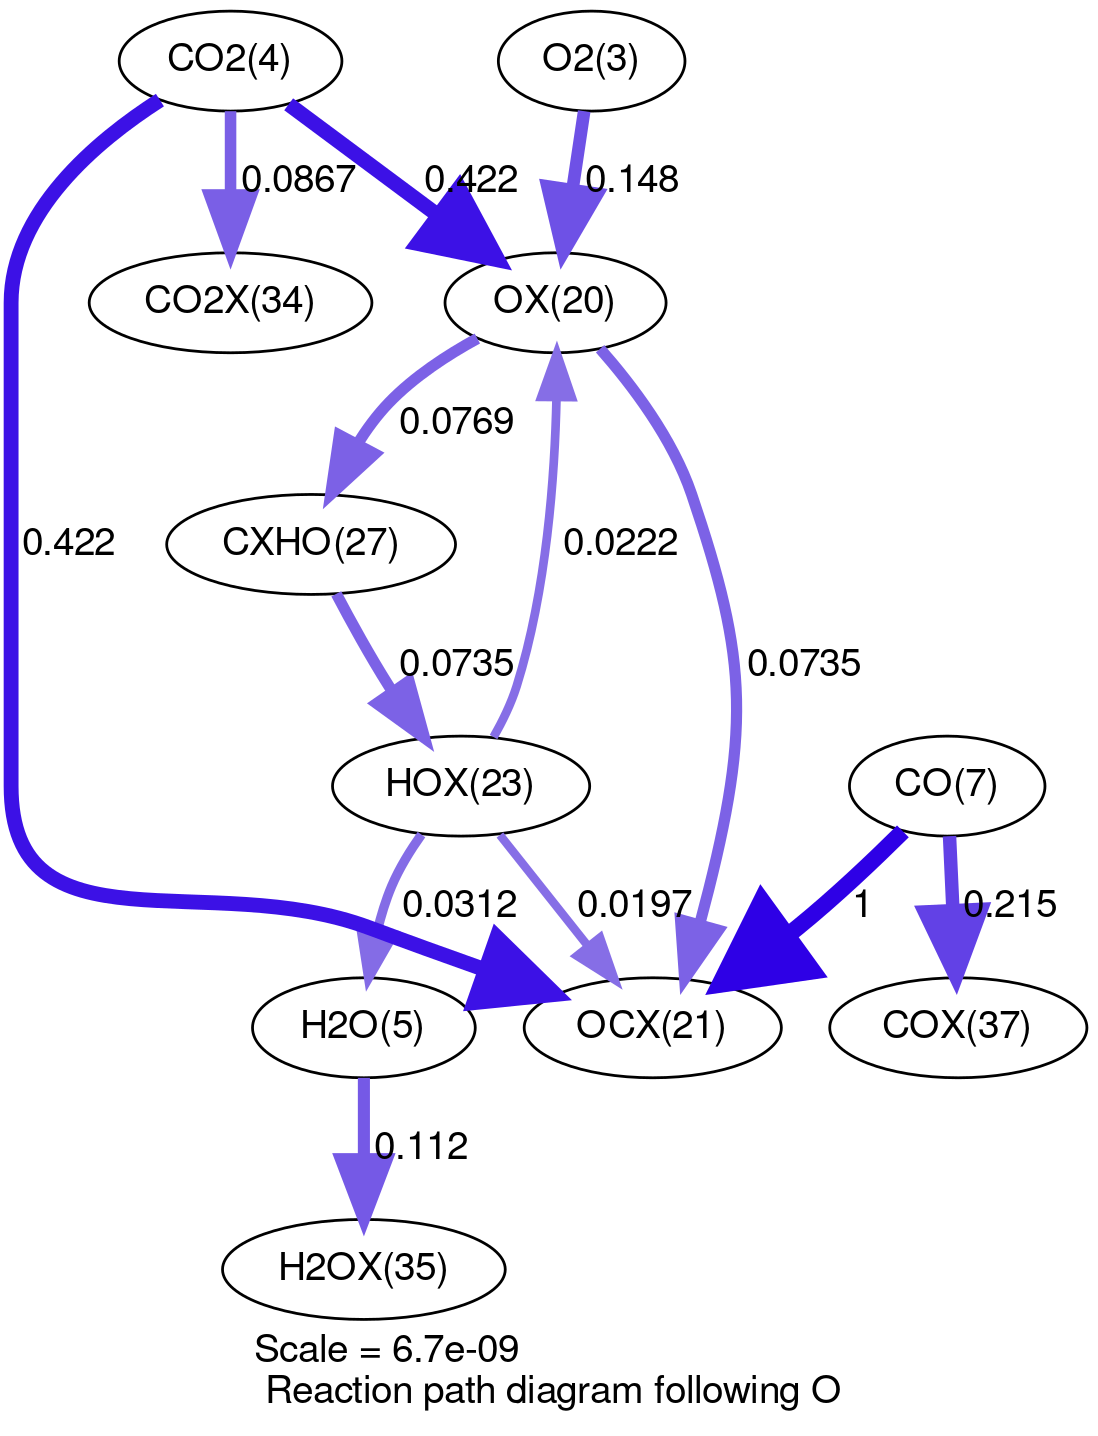 CO2(4)
O2(3)
0.0867
0.422
0.148
CO2X(34)
OX(20)
0.0769
0.422
CXHO(27)
0.0222
0.0735
0.0735
HOX(23)
CO(7)
0.0312
0.0197
1
0.215
H2O(5)
OCX(21)
COX(37)
0.112
H2OX(35)
Scale = 6.7e-09
Reaction path diagram following O